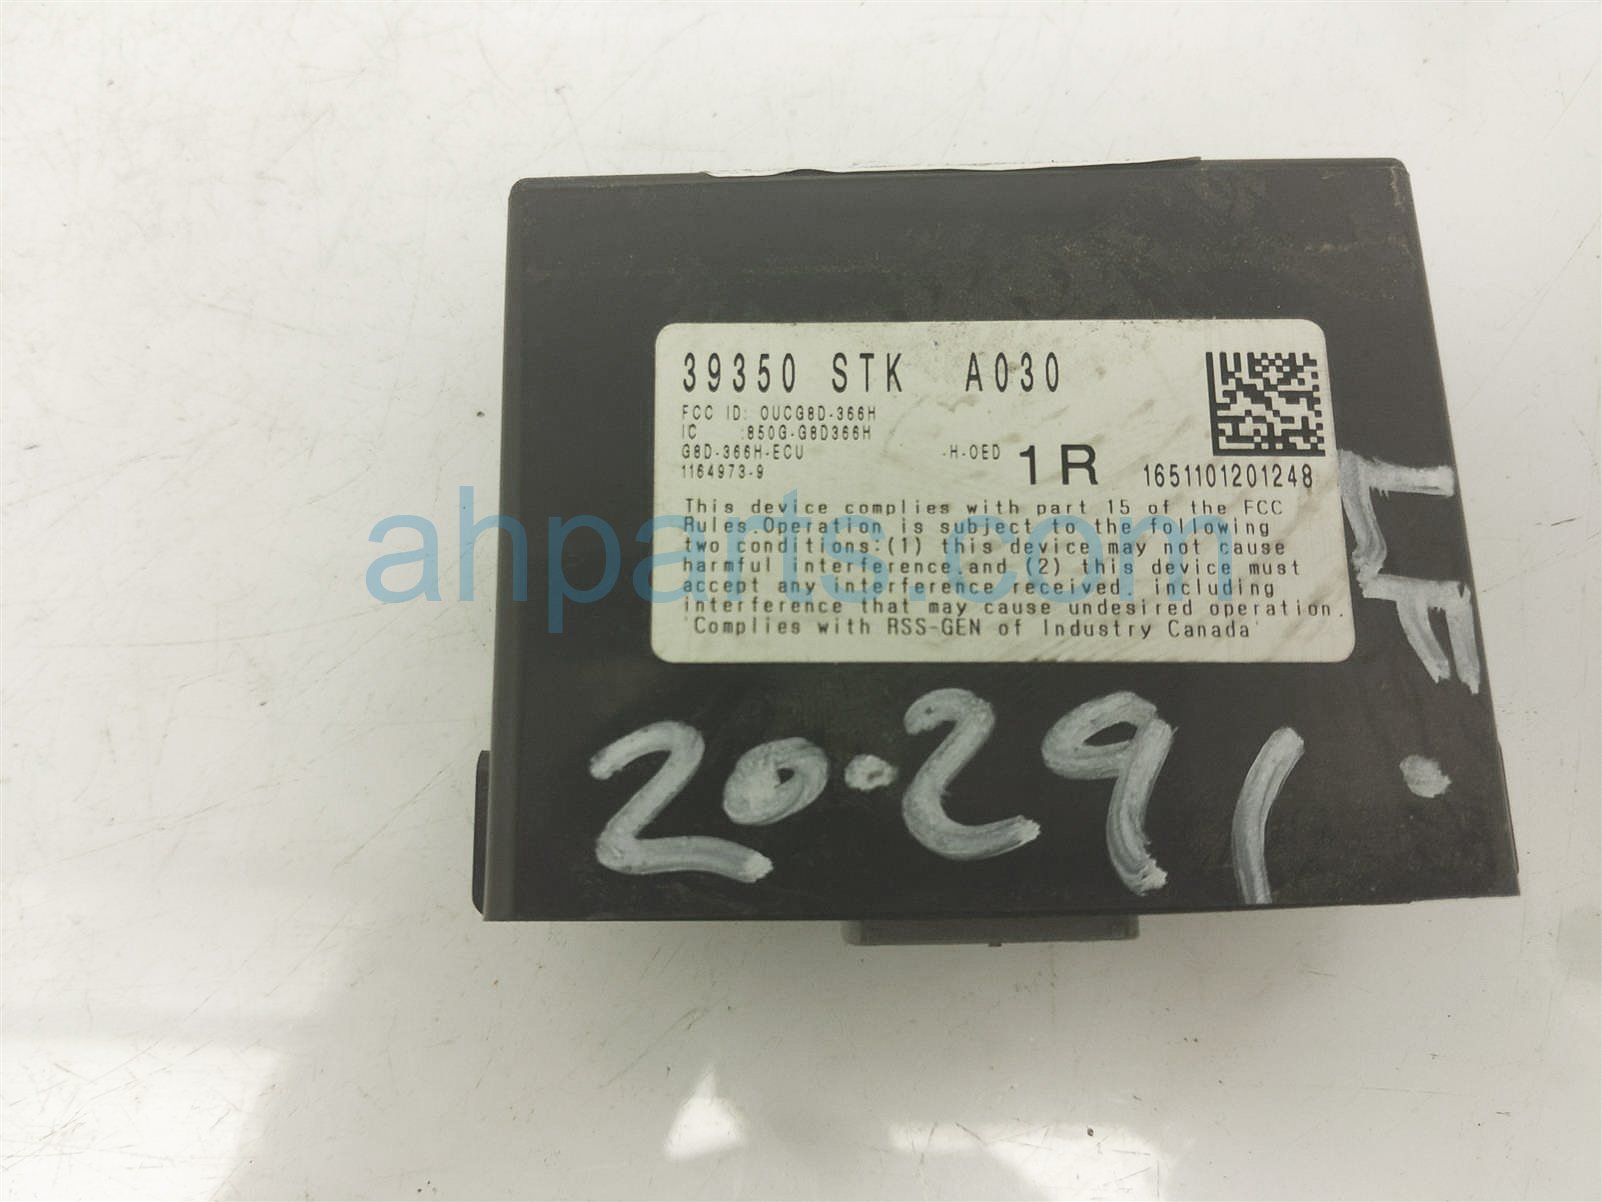 39350 STK A030
FCC ID: OUCG8D-366H
IC :850G-G8D366H
G8D-366H-ECU -H-OED 1R 1651101201248
1164973-9
This device complies with part 15 of the FCC
Rules.Operation is subject to the following
two conditions:(1) this device may not cause
harmful interference.and (2) this device must
accept any interference received. including
interference that may cause undesired operation.
'Complies with RSS-GEN of Industry Canada'
ahparts.com
20.291.